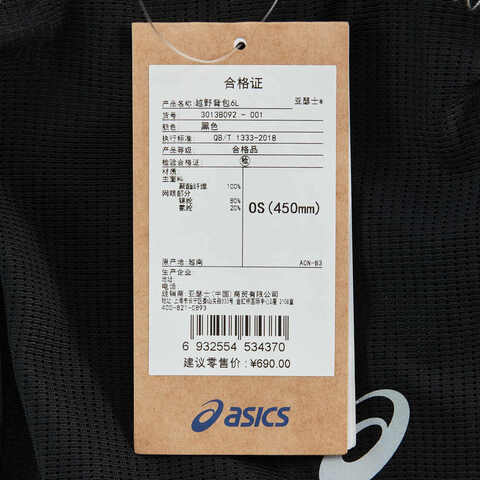 合格证
产品名称: 越野背包6L 亚瑟士®
货号: 3013B092 - 001
颜色: 黑色
执行标准: QB/T 1333-2018
产品等级: 合格品
检验合格证:
材质:
主面料
聚酯纤维 100%
网眼部分
锦纶 80%
氨纶 20%
OS(450mm)
原产地: 越南 AON-B3
生产企业:
地址:
电话:
经销商: 亚瑟士(中国)商贸有限公司
400-821-0893
6 932554 534370
建议零售价: ¥690.00
asics